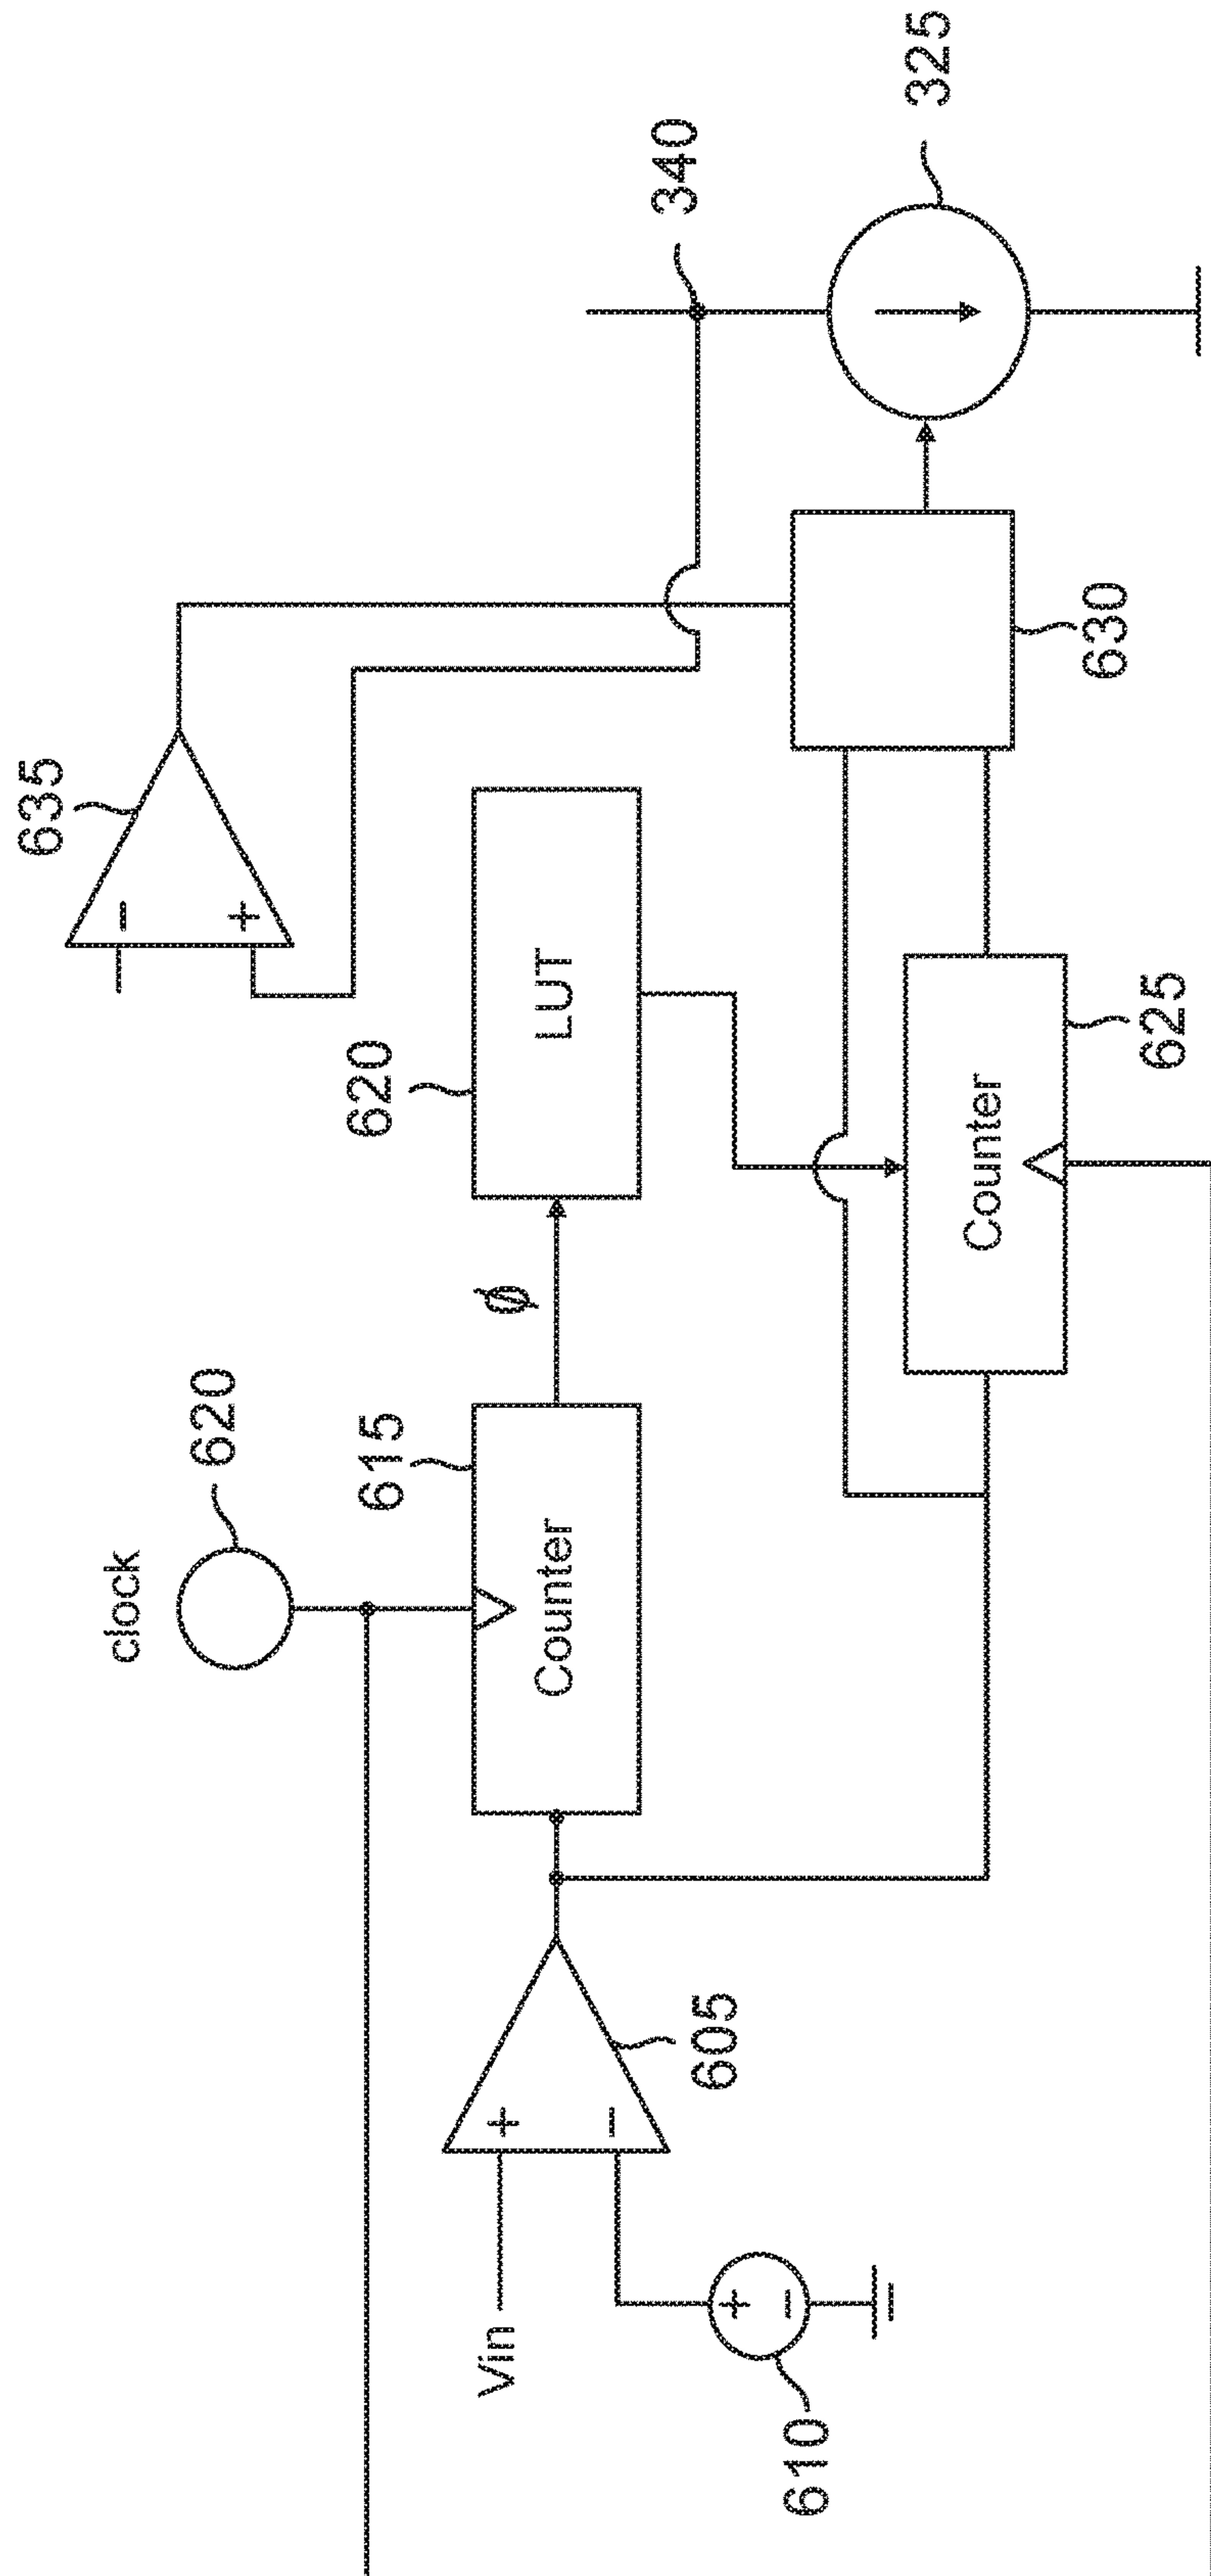 clock
620
615
Counter
ϕ
620
LUT
635
−
+
340
325
Vin
+
−
605
+
−
610
Counter
625
630